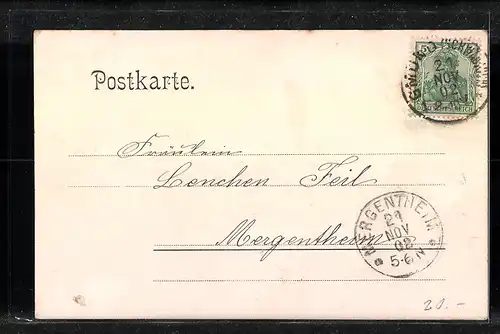 Postkarte.
21
NOV
02
Fräulein
Lenchen Feil
Mergentheim
MERGENTHEIM
21
NOV
02
5-6 N
20.-